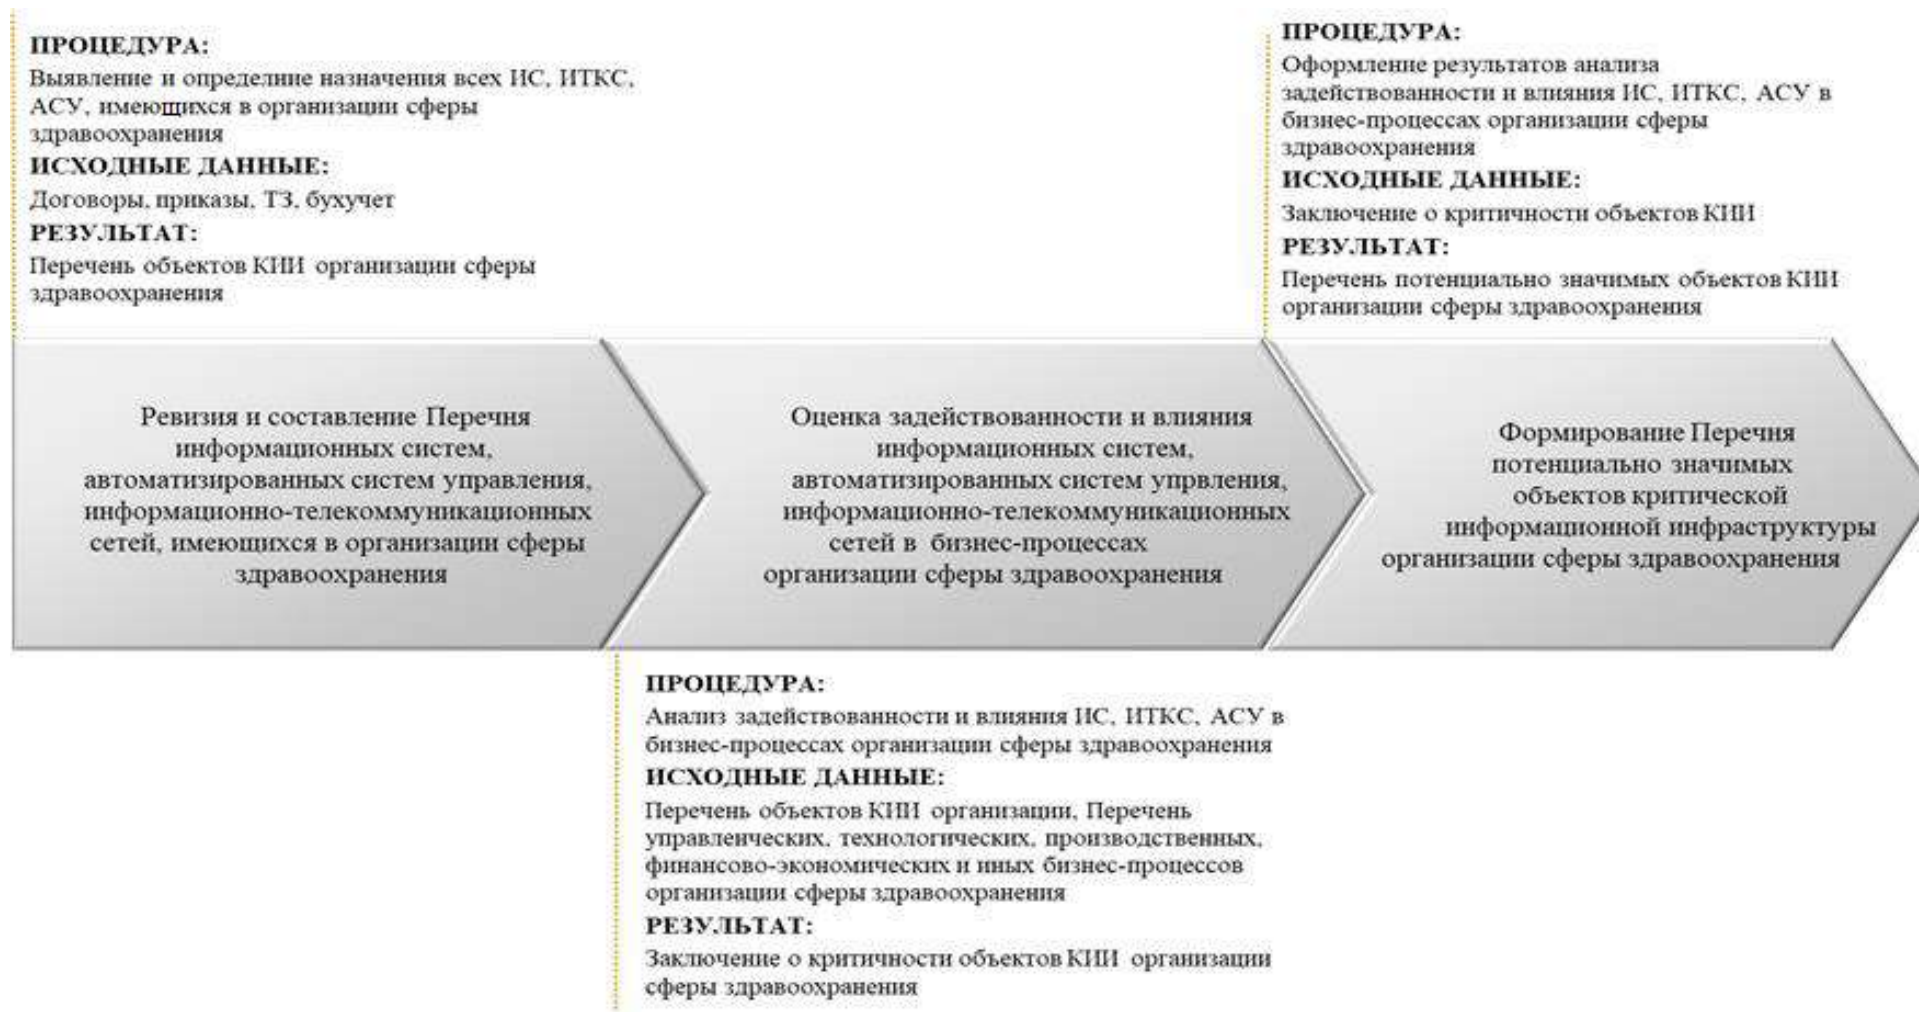 ПРОЦЕДУРА:
Выявление и определние назначения всех ИС, ИТКС,
АСУ, имеющихся в организации сферы
здравоохранения
ИСХОДНЫЕ ДАННЫЕ:
Договоры, приказы, ТЗ, бухучет
РЕЗУЛЬТАТ:
Перечень объектов КИИ организации сферы
здравоохранения
ПРОЦЕДУРА:
Оформление результатов анализа
задействованности и влияния ИС, ИТКС, АСУ в
бизнес-процессах организации сферы
здравоохранения
ИСХОДНЫЕ ДАННЫЕ:
Заключение о критичности объектов КИИ
РЕЗУЛЬТАТ:
Перечень потенциально значимых объектов КИИ
организации сферы здравоохранения
Ревизия и составление Перечня
информационных систем,
автоматизированных систем управления,
информационно-телекоммуникационных
сетей, имеющихся в организации сферы
здравоохранения
Оценка задействованности и влияния
информационных систем,
автоматизированных систем упрвления,
информационно-телекоммуникационных
сетей в бизнес-процессах
организации сферы здравоохранения
Формирование Перечня
потенциально значимых
объектов критической
информационной инфраструктуры
организации сферы здравоохранения
ПРОЦЕДУРА:
Анализ задействованности и влияния ИС, ИТКС, АСУ в
бизнес-процессах организации сферы здравоохранения
ИСХОДНЫЕ ДАННЫЕ:
Перечень объектов КИИ организации, Перечень
управленческих, технологических, производственных,
финансово-экономических и иных бизнес-процессов
организации сферы здравоохранения
РЕЗУЛЬТАТ:
Заключение о критичности объектов КИИ организации
сферы здравоохранения